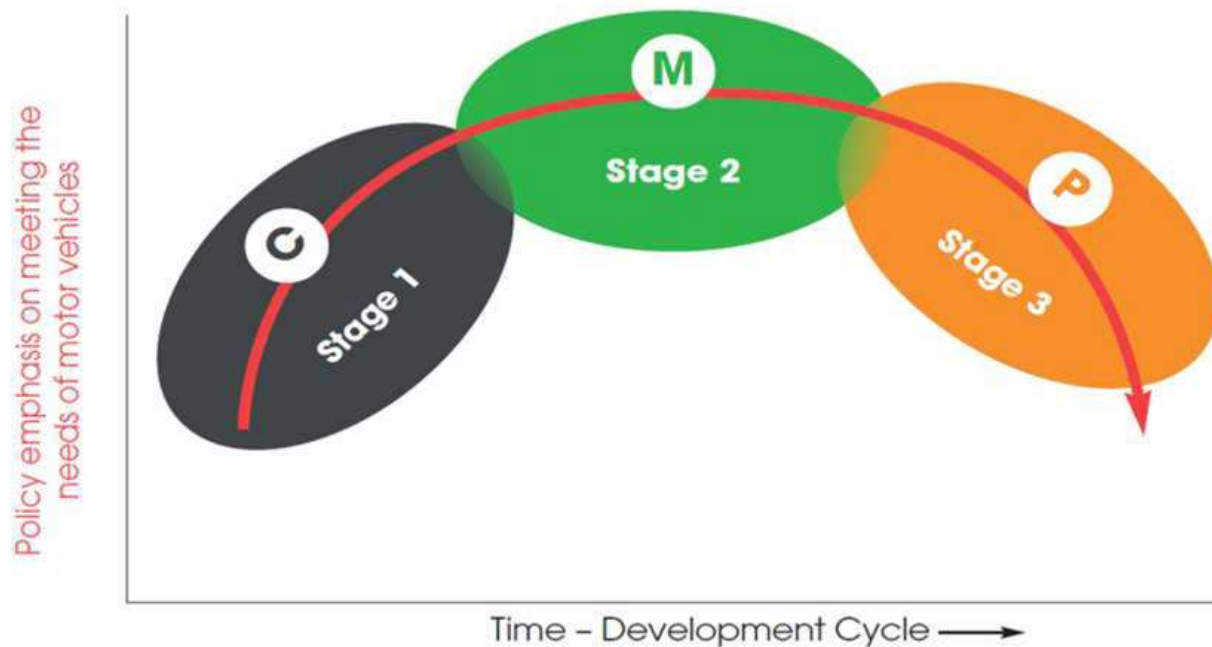 Policy emphasis on meeting the
needs of motor vehicles
C
Stage 1
M
Stage 2
P
Stage 3
Time – Development Cycle